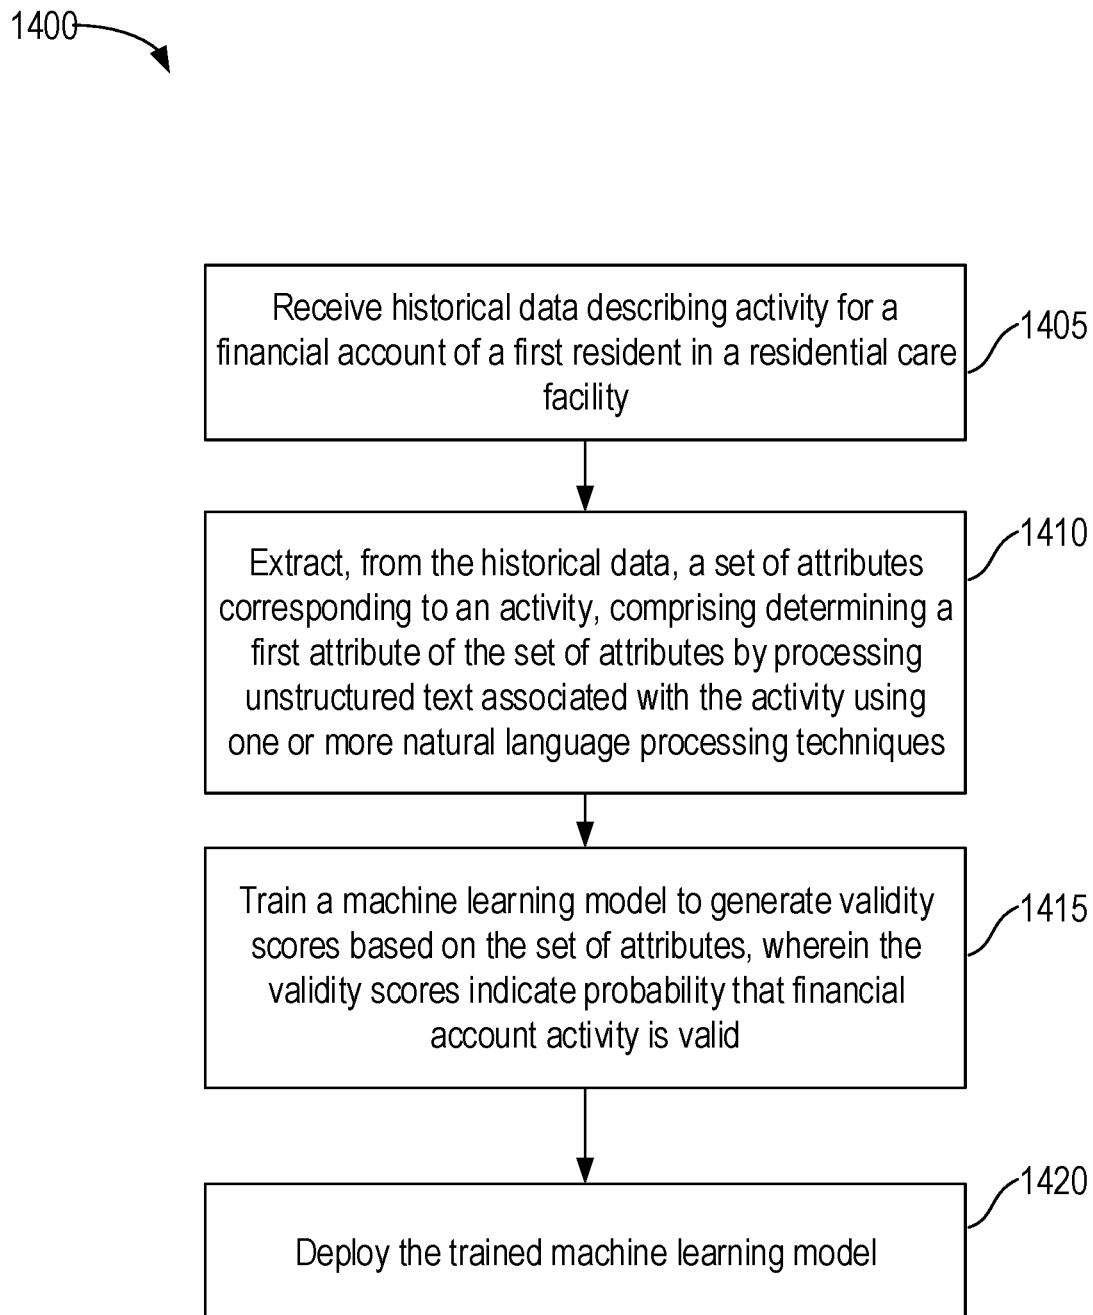 1400
Receive historical data describing activity for a
financial account of a first resident in a residential care
facility
1405
Extract, from the historical data, a set of attributes
corresponding to an activity, comprising determining a
first attribute of the set of attributes by processing
unstructured text associated with the activity using
one or more natural language processing techniques
1410
Train a machine learning model to generate validity
scores based on the set of attributes, wherein the
validity scores indicate probability that financial
account activity is valid
1415
Deploy the trained machine learning model
1420